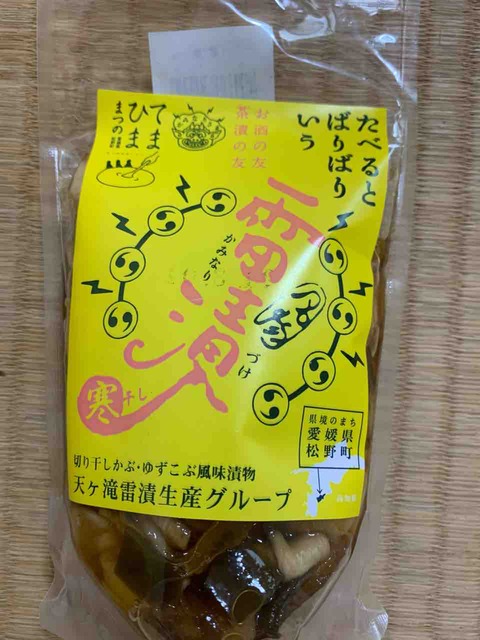 たべると
ばりばり
いう
お酒の友
茶漬の友
てま
ひま
まつの
雷漬
かみなり
づけ
寒干し
県境のまち
愛媛県
松野町
切り干しかぶ・ゆずこぶ風味漬物
天ヶ滝雷漬生産グループ